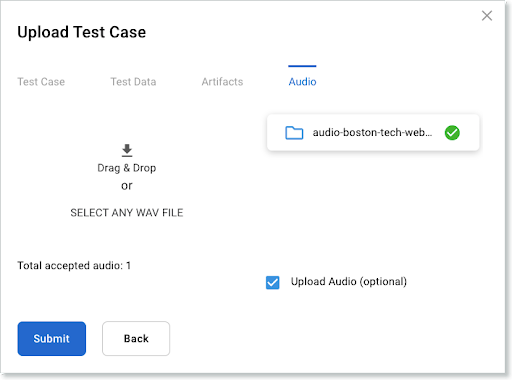 Upload Test Case
Test Case
Test Data
Artifacts
Audio
Drag & Drop
or
SELECT ANY WAV FILE
audio-boston-tech-web...
Total accepted audio: 1
Upload Audio (optional)
Submit
Back